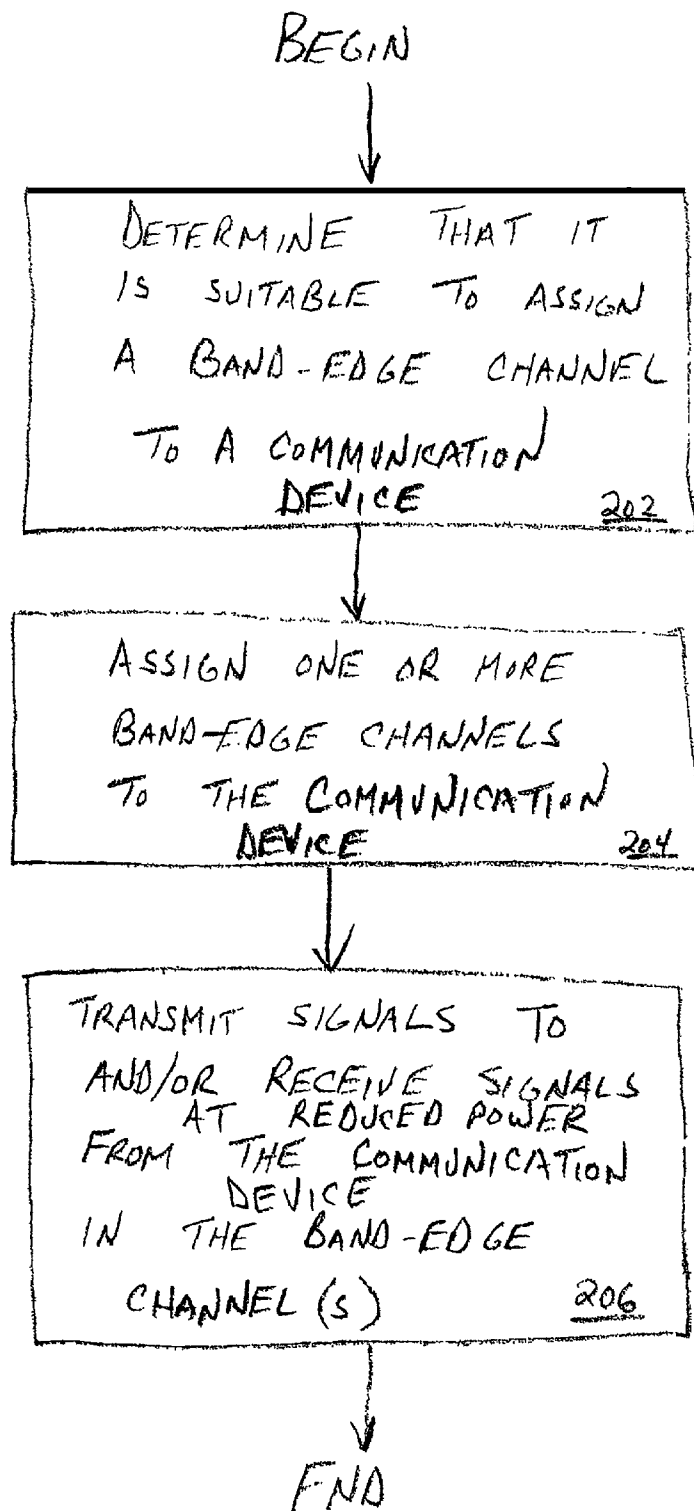 BEGIN
DETERMINE THAT IT
IS SUITABLE TO ASSIGN
A BAND-EDGE CHANNEL
TO A COMMUNICATION
DEVICE 202
ASSIGN ONE OR MORE
BAND-EDGE CHANNELS
TO THE COMMUNICATION
DEVICE 204
TRANSMIT SIGNALS TO
AND/OR RECEIVE SIGNALS
AT REDUCED POWER
FROM THE COMMUNICATION
DEVICE
IN THE BAND-EDGE
CHANNEL(S) 206
END